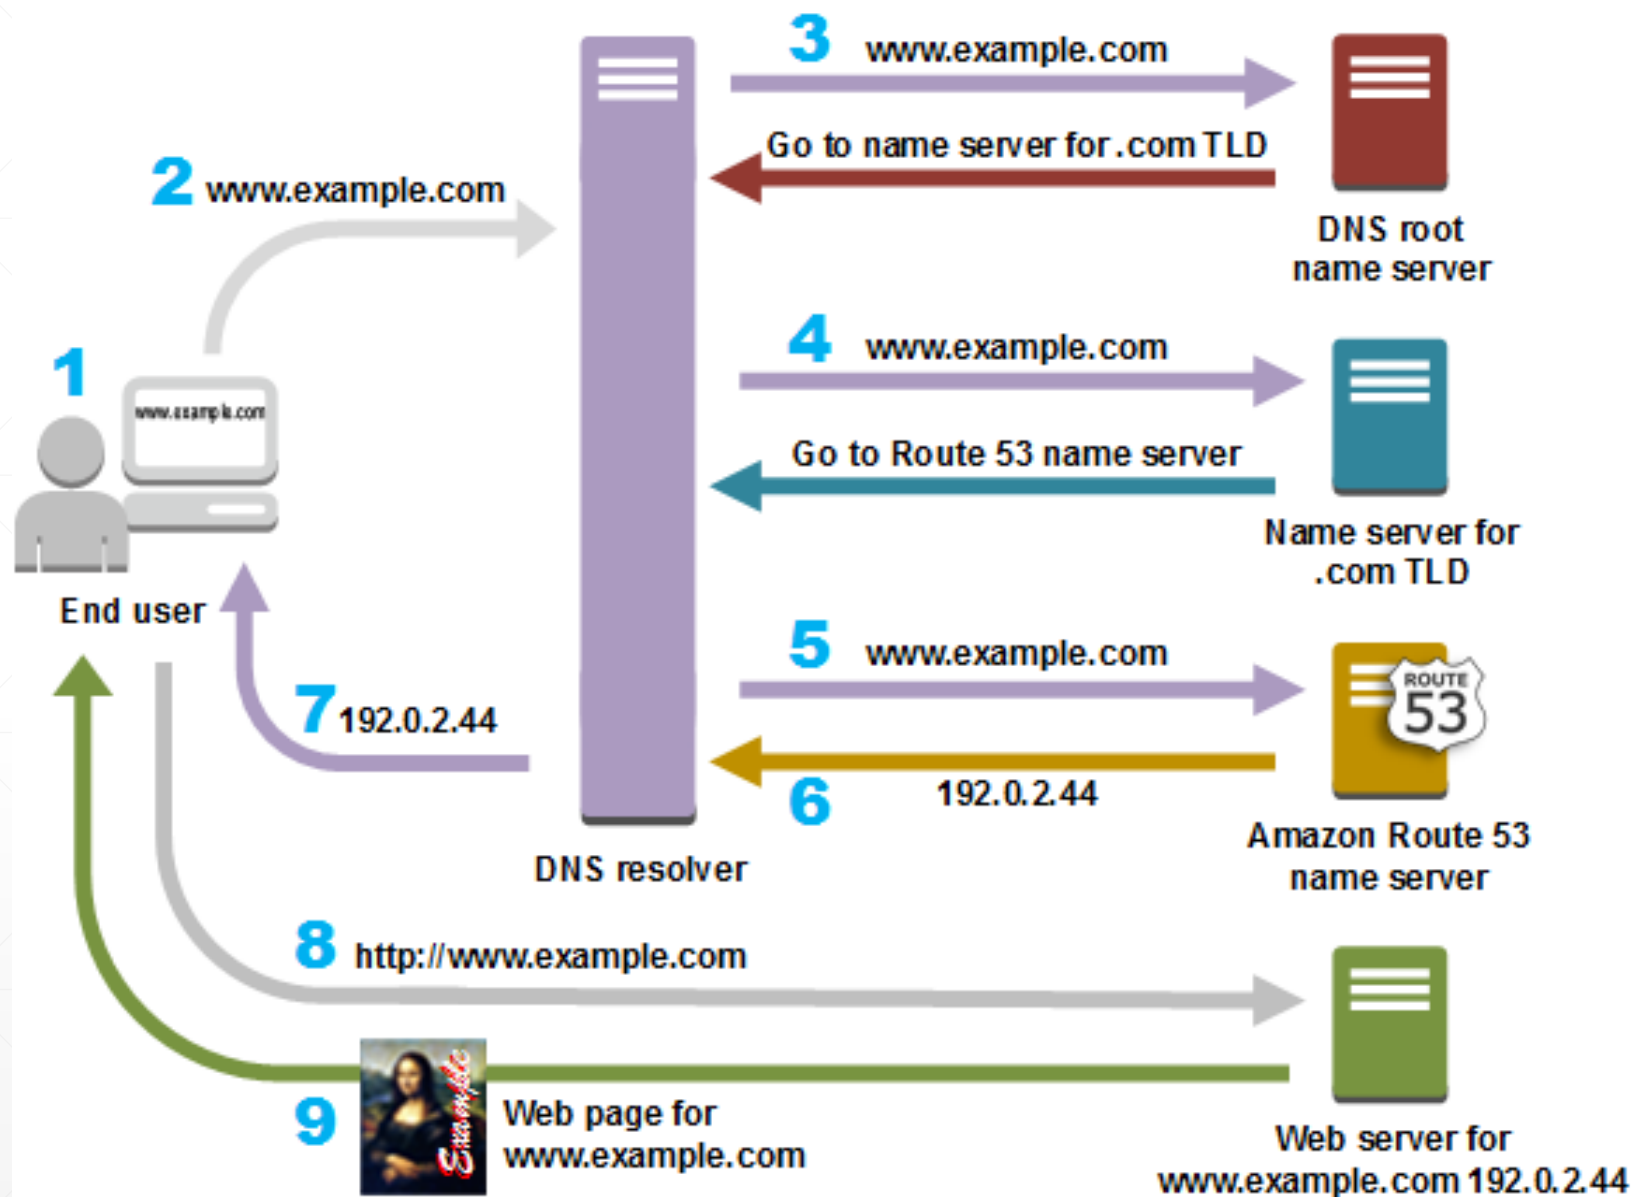 3 www.example.com
Go to name server for .com TLD
DNS root
name server
2 www.example.com
1
www.example.com
End user
4 www.example.com
Go to Route 53 name server
Name server for
.com TLD
5 www.example.com
ROUTE
53
6 192.0.2.44
Amazon Route 53
name server
7 192.0.2.44
DNS resolver
8 http://www.example.com
9
Example
Web page for
www.example.com
Web server for
www.example.com 192.0.2.44